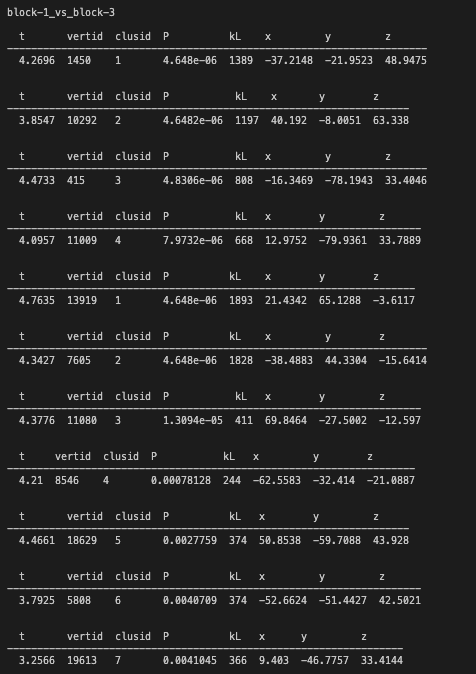 block-1_vs_block-3
t vertid clusid P kL x y z
4.2696 1450 1 4.648e-06 1389 -37.2148 -21.9523 48.9475
t vertid clusid P kL x y z
3.8547 10292 2 4.6482e-06 1197 40.192 -8.0051 63.338
t vertid clusid P kL x y z
4.4733 415 3 4.8306e-06 808 -16.3469 -78.1943 33.4046
t vertid clusid P kL x y z
4.0957 11009 4 7.9732e-06 668 12.9752 -79.9361 33.7889
t vertid clusid P kL x y z
4.7635 13919 1 4.648e-06 1893 21.4342 65.1288 -3.6117
t vertid clusid P kL x y z
4.3427 7605 2 4.648e-06 1828 -38.4883 44.3304 -15.6414
t vertid clusid P kL x y z
4.3776 11080 3 1.3094e-05 411 69.8464 -27.5002 -12.597
t vertid clusid P kL x y z
4.21 8546 4 0.00078128 244 -62.5583 -32.414 -21.0887
t vertid clusid P kL x y z
4.4661 18629 5 0.0027759 374 50.8538 -59.7088 43.928
t vertid clusid P kL x y z
3.7925 5808 6 0.0040709 374 -52.6624 -51.4427 42.5021
t vertid clusid P kL x y z
3.2566 19613 7 0.0041045 366 9.403 -46.7757 33.4144